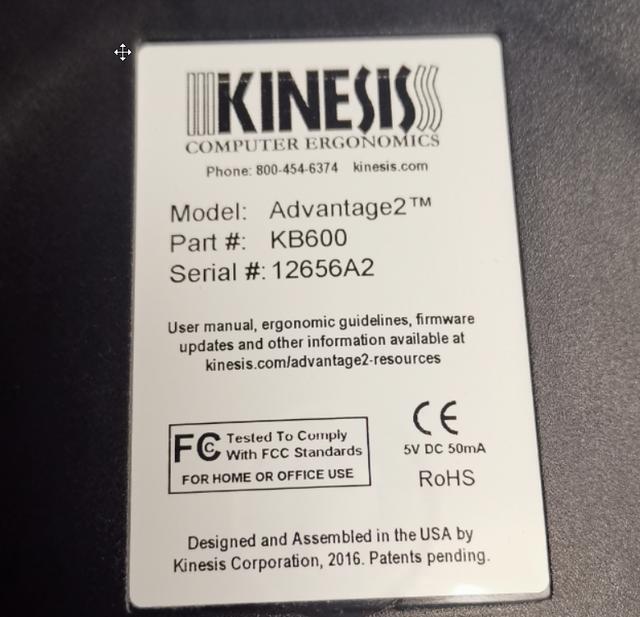 KINESIS
COMPUTER ERGONOMICS
Phone: 800-454-6374 kinesis.com
Model: Advantage2™
Part #: KB600
Serial #: 12656A2
User manual, ergonomic guidelines, firmware
updates and other information available at
kinesis.com/advantage2-resources
FC Tested To Comply
With FCC Standards
FOR HOME OR OFFICE USE
CE
5V DC 50mA
RoHS
Designed and Assembled in the USA by
Kinesis Corporation, 2016. Patents pending.